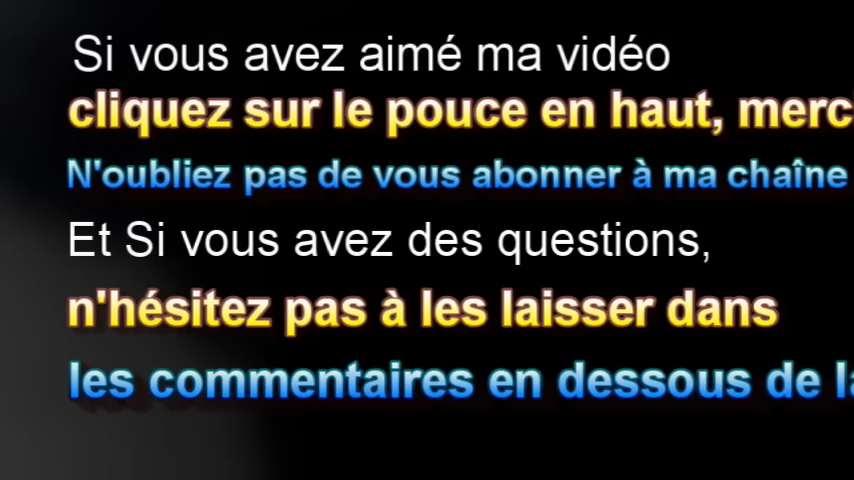 Si vous avez aimé ma vidéo
cliquez sur le pouce en haut, merc
N'oubliez pas de vous abonner à ma chaîne
Et Si vous avez des questions,
n'hésitez pas à les laisser dans
les commentaires en dessous de la